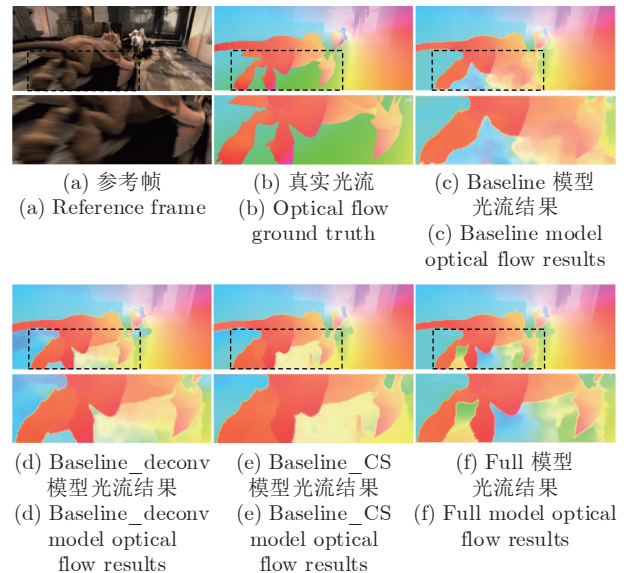 (a) 参考帧
(a) Reference frame
(b) 真实光流
(b) Optical flow
ground truth
(c) Baseline 模型
光流结果
(c) Baseline model
optical flow results
(d) Baseline_deconv
模型光流结果
(d) Baseline_deconv
model optical
flow results
(e) Baseline_CS
模型光流结果
(e) Baseline_CS
model optical
flow results
(f) Full 模型
光流结果
(f) Full model optical
flow results